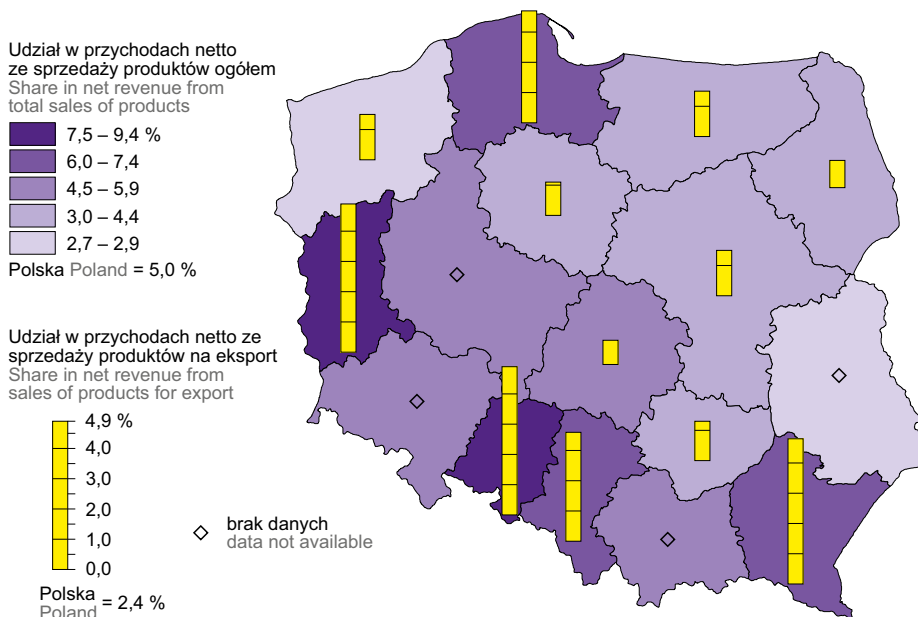 Udział w przychodach netto
ze sprzedaży produktów ogółem
Share in net revenue from
total sales of products
7,5 – 9,4 %
6,0 – 7,4
4,5 – 5,9
3,0 – 4,4
2,7 – 2,9
Polska Poland = 5,0 %
Udział w przychodach netto ze
sprzedaży produktów na eksport
Share in net revenue from
sales of products for export
4,9 %
4,0
3,0
2,0
1,0
0,0
brak danych
data not available
Polska
Poland = 2,4 %